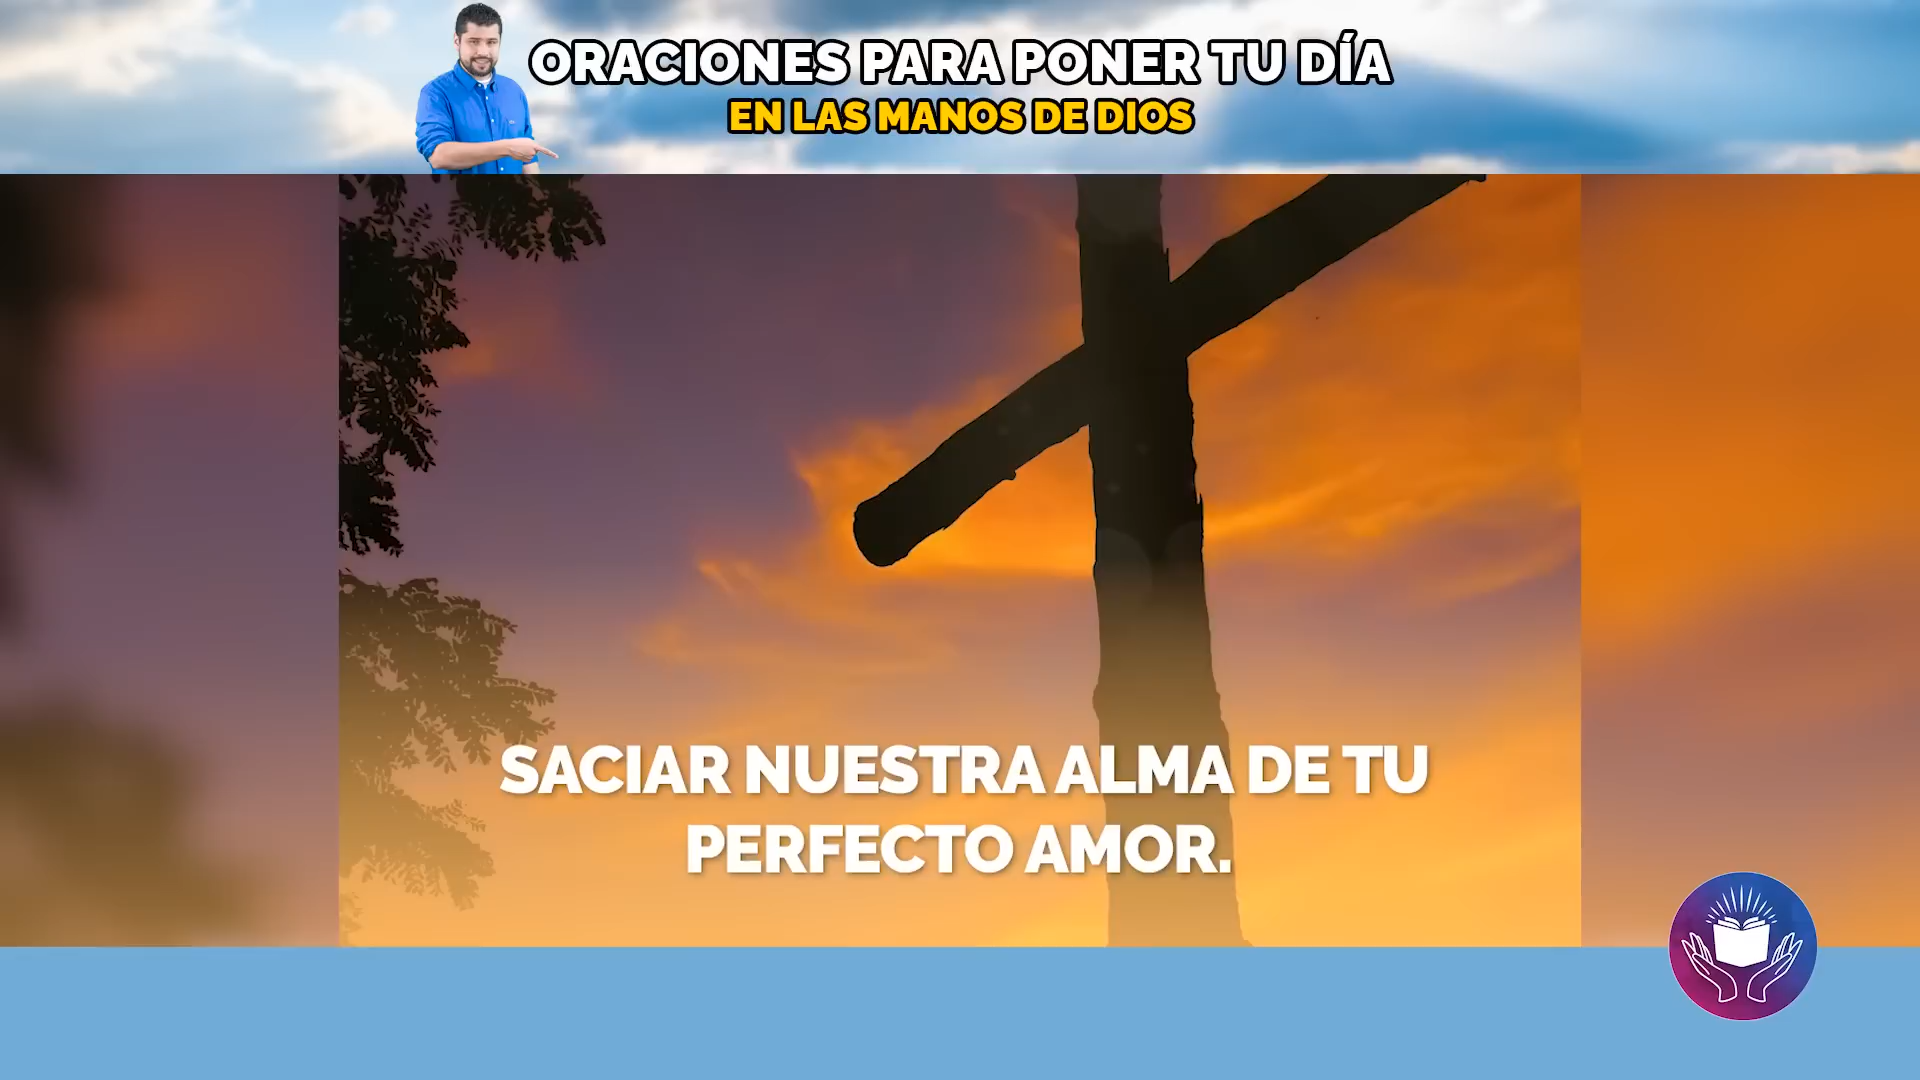 ORACIONES PARA PONER TU DÍA
EN LAS MANOS DE DIOS
SACIAR NUESTRA ALMA DE TU
PERFECTO AMOR.